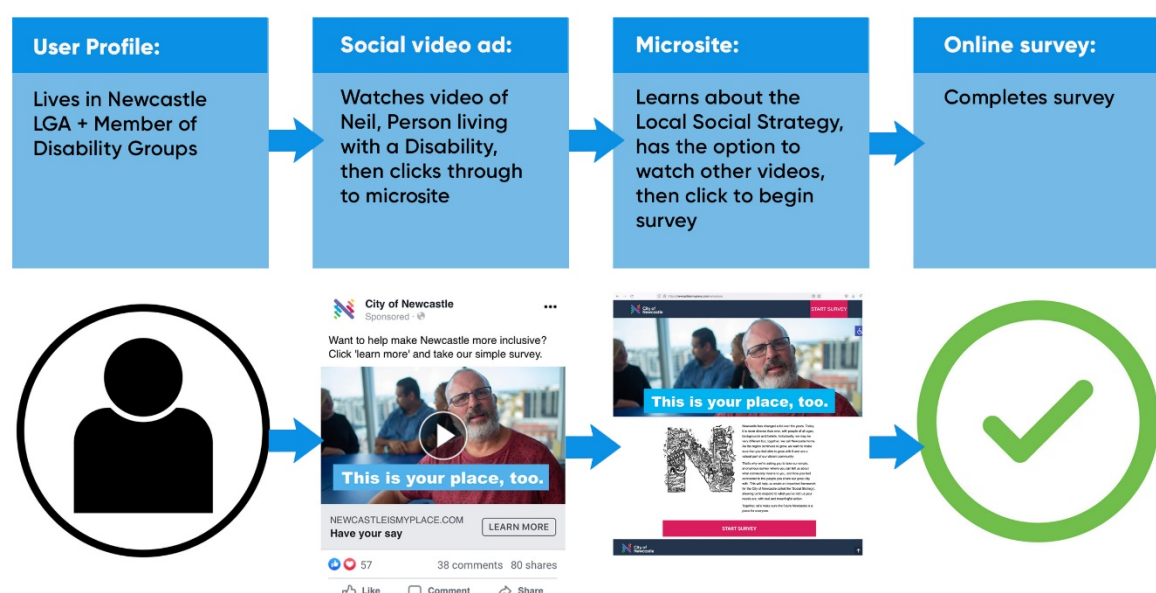 User Profile:
Lives in Newcastle
LGA + Member of
Disability Groups
Social video ad:
Watches video of
Neil, Person living
with a Disability,
then clicks through
to microsite
Microsite:
Learns about the
Local Social Strategy,
has the option to
watch other videos,
then click to begin
survey
Online survey:
Completes survey
City of Newcastle
Sponsored ·
Want to help make Newcastle more inclusive?
Click 'learn more' and take our simple survey.
This is your place, too.
NEWCASTLEISMYPLACE.COM
Have your say
LEARN MORE
57
38 comments 80 shares
Like
Comment
Share
City of
Newcastle
START SURVEY
This is your place, too.
N
START SURVEY
City of
Newcastle